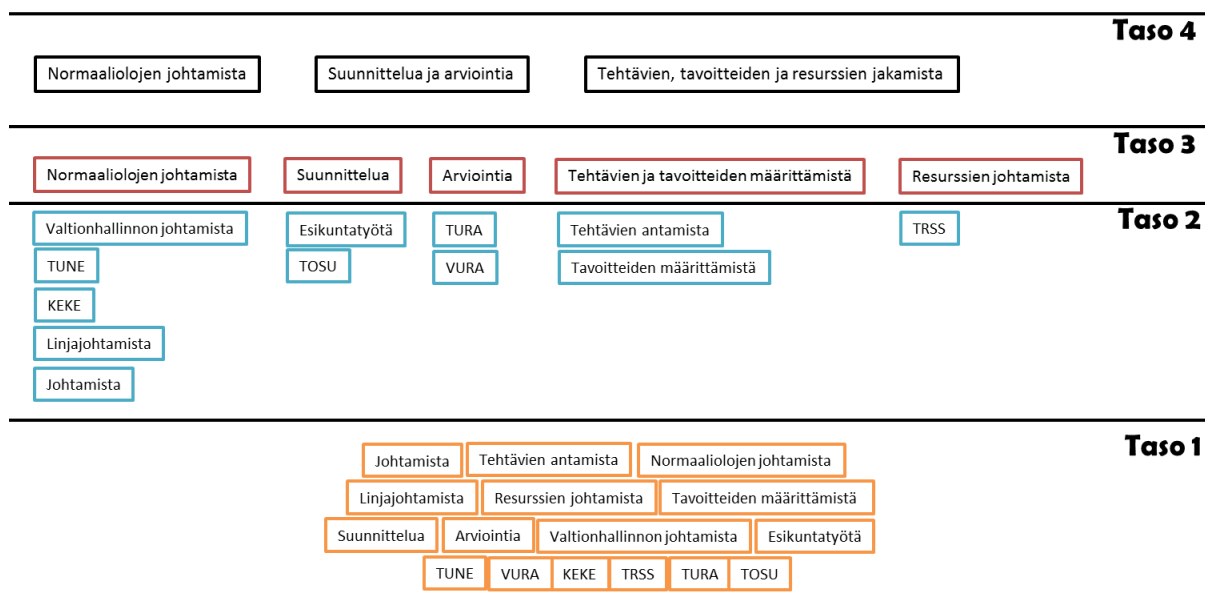 Taso 4
Normaaliolojen johtamista Suunnittelua ja arviointia Tehtävien, tavoitteiden ja resurssien jakamista
Taso 3
Normaaliolojen johtamista Suunnittelua Arviointia Tehtävien ja tavoitteiden määrittämistä Resurssien johtamista
Taso 2
Valtionhallinnon johtamista Esikuntatyötä TURA Tehtävien antamista TRSS
TUNE TOSU VURA Tavoitteiden määrittämistä
KEKE
Linjajohtamista
Johtamista
Taso 1
Johtamista Tehtävien antamista Normaaliolojen johtamista
Linjajohtamista Resurssien johtamista Tavoitteiden määrittämistä
Suunnittelua Arviointia Valtionhallinnon johtamista Esikuntatyötä
TUNE VURA KEKE TRSS TURA TOSU